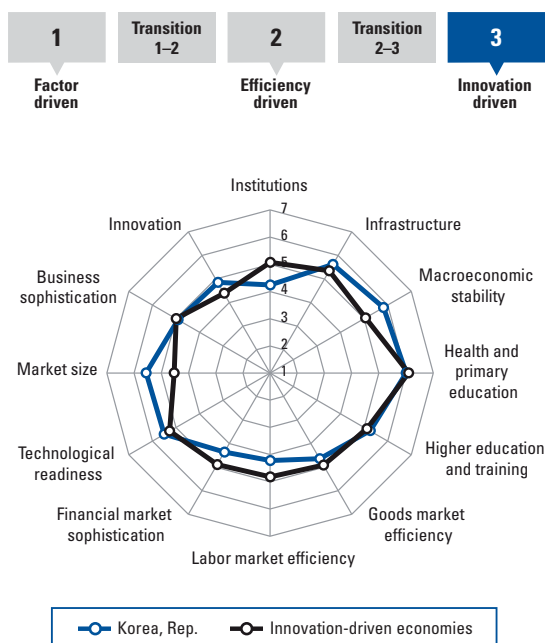 1
Transition
1–2
2
Transition
2–3
3
Factor
driven
Efficiency
driven
Innovation
driven
Institutions
7
6
5
4
3
2
1
Infrastructure
Macroeconomic
stability
Health and
primary
education
Higher education
and training
Goods market
efficiency
Labor market efficiency
Financial market
sophistication
Technological
readiness
Market size
Business
sophistication
Innovation
Korea, Rep.
Innovation-driven economies